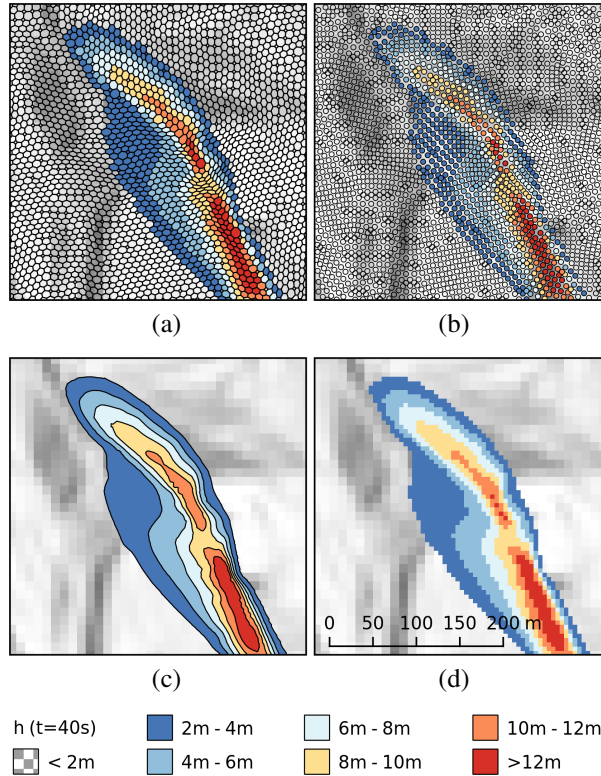 (a) (b)
0 50 100 150 200 m
(c) (d)
h (t=40s) 2m - 4m 6m - 8m 10m - 12m
< 2m 4m - 6m 8m - 10m >12m